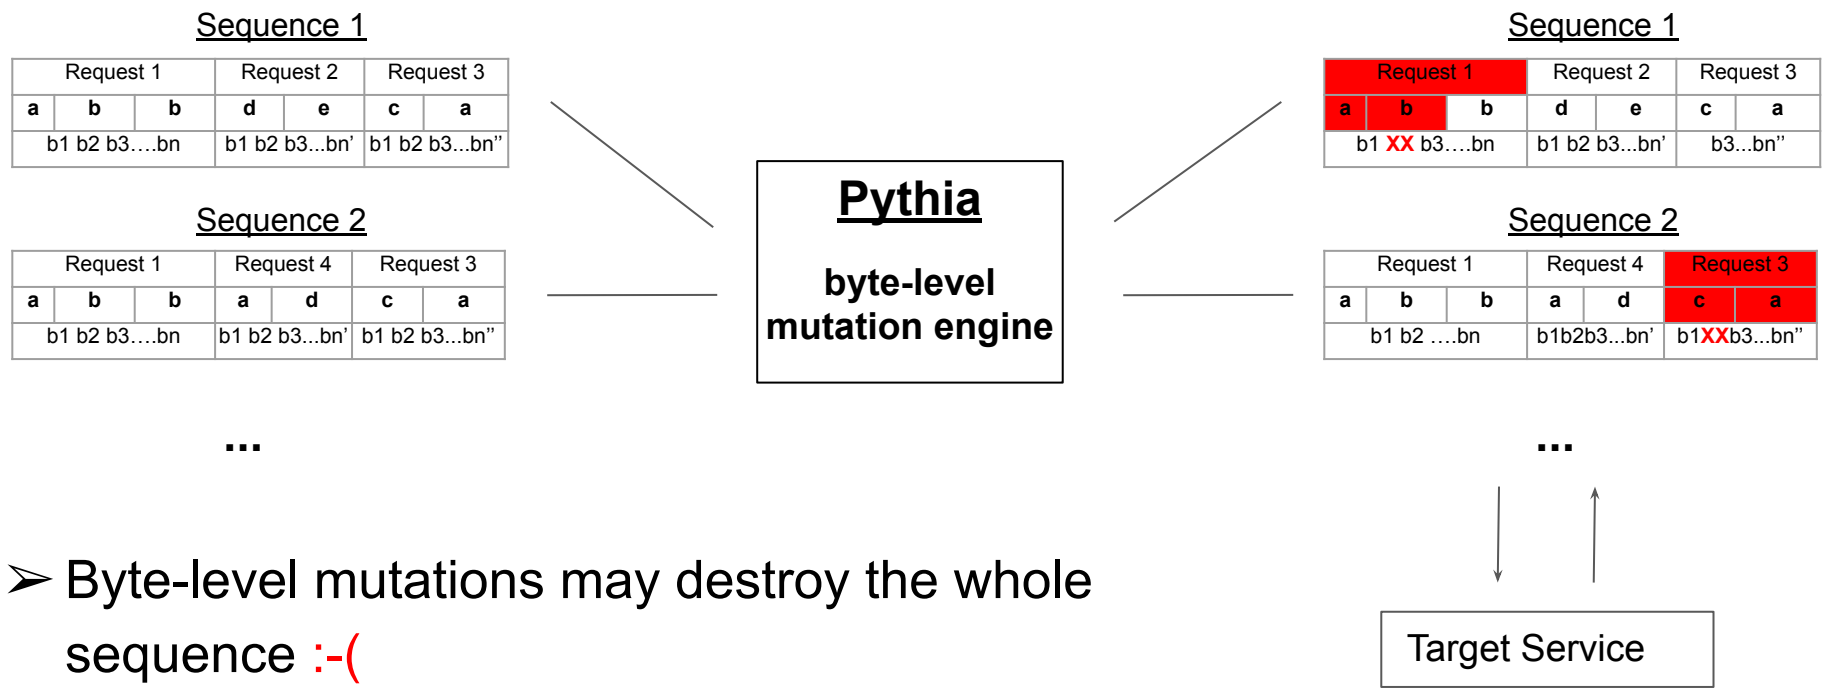 Sequence 1
Request 1 Request 2 Request 3
a b b d e c a
b1 b2 b3….bn b1 b2 b3...bn’ b1 b2 b3...bn’’
Sequence 2
Request 1 Request 4 Request 3
a b b a d c a
b1 b2 b3….bn b1 b2 b3...bn’ b1 b2 b3...bn’’
...
Pythia
byte-level
mutation engine
Sequence 1
Request 1 Request 2 Request 3
a b b d e c a
b1 XX b3….bn b1 b2 b3...bn’ b3...bn’’
Sequence 2
Request 1 Request 4 Request 3
a b b a d c a
b1 b2 ….bn b1b2b3...bn’ b1XXb3...bn’’
...
Target Service
➢ Byte-level mutations may destroy the whole
sequence :-(